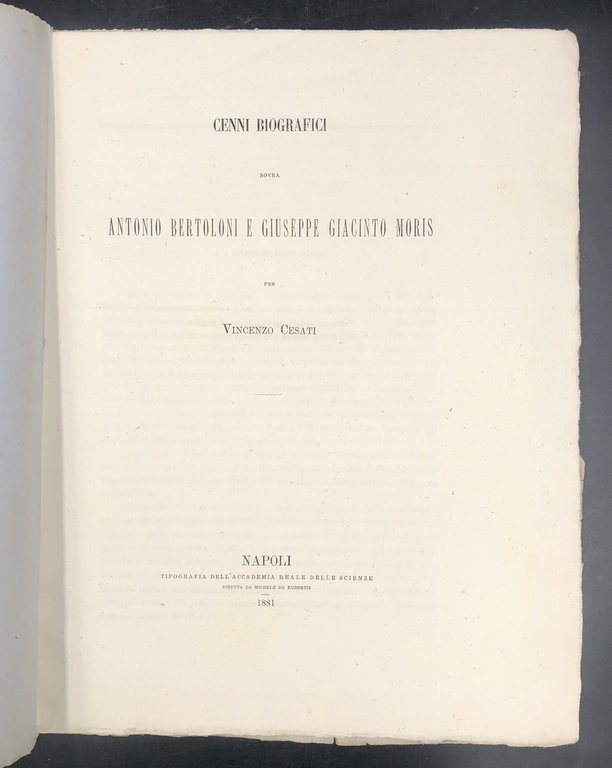 CENNI BIOGRAFICI
SOVRA
ANTONIO BERTOLONI E GIUSEPPE GIACINTO MORIS
PER
VINCENZO CESATI
NAPOLI
TIPOGRAFIA DELL'ACCADEMIA REALE DELLE SCIENZE
DIRETTA DA MICHELE DE RUBERTIS
1881